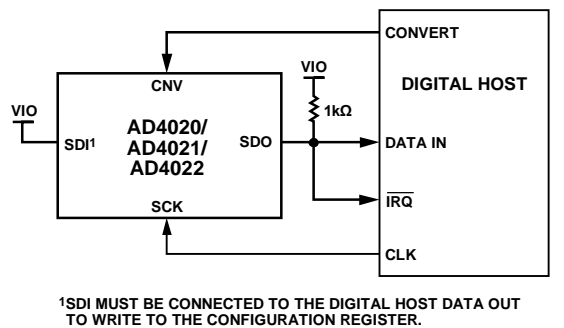 CONVERT
VIO
CNV
DIGITAL HOST
1kΩ
VIO
AD4020/
AD4021/
AD4022
SDI¹
SDO
DATA IN
SCK
IRQ
CLK
¹SDI MUST BE CONNECTED TO THE DIGITAL HOST DATA OUT
TO WRITE TO THE CONFIGURATION REGISTER.